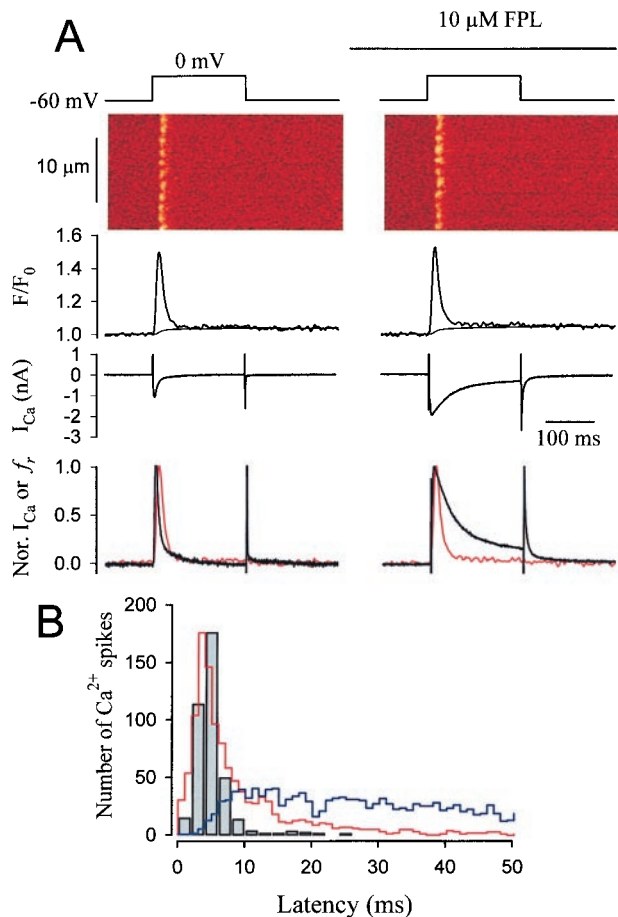 A
10 μM FPL
0 mV
-60 mV
10 μm
1.6
1.4
1.2
1.0
F/F0
1
0
-1
-2
-3
ICa (nA)
100 ms
1.0
0.5
0.0
Nor. ICa or fr
B
200
150
100
50
0
Number of Ca2+ spikes
0 10 20 30 40 50
Latency (ms)